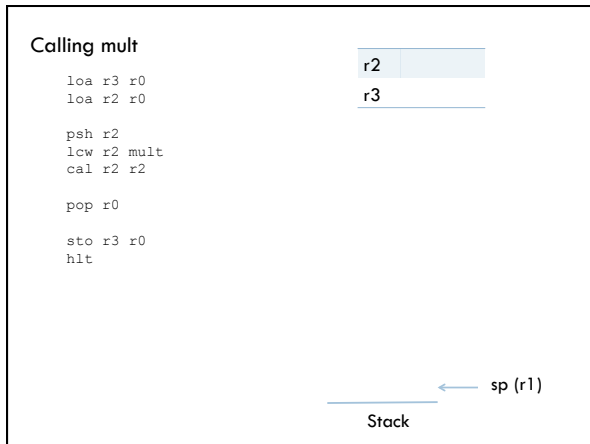 Calling mult
loa r3 r0
loa r2 r0
psh r2
lcw r2 mult
cal r2 r2
pop r0
sto r3 r0
hlt
r2
r3
sp (r1)
Stack